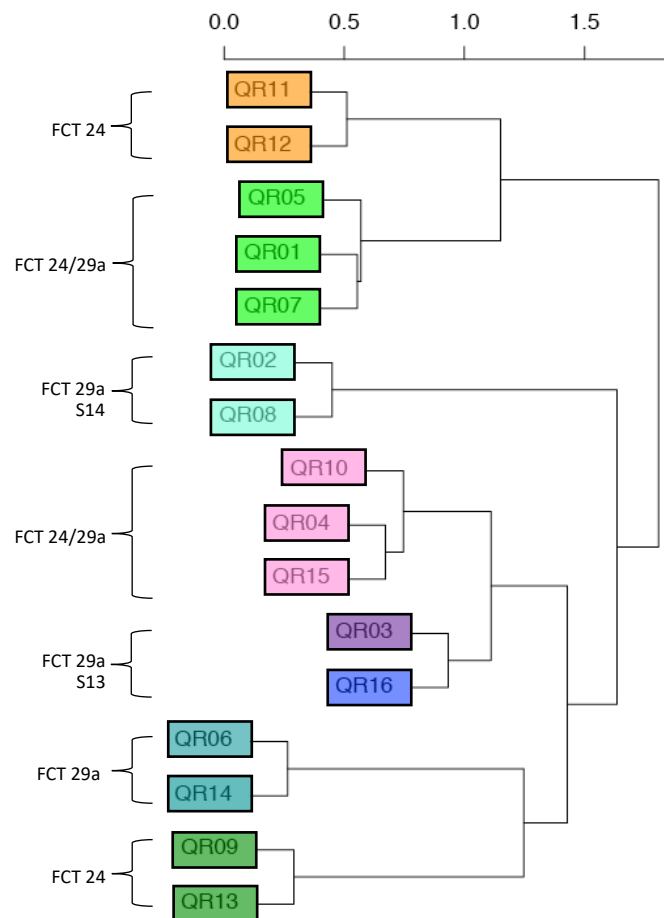 0.0 0.5 1.0 1.5
QR11
FCT 24
QR12
QR05
QR01
FCT 24/29a
QR07
QR02
FCT 29a
S14
QR08
QR10
QR04
FCT 24/29a
QR15
QR03
FCT 29a
S13
QR16
QR06
FCT 29a
QR14
QR09
FCT 24
QR13